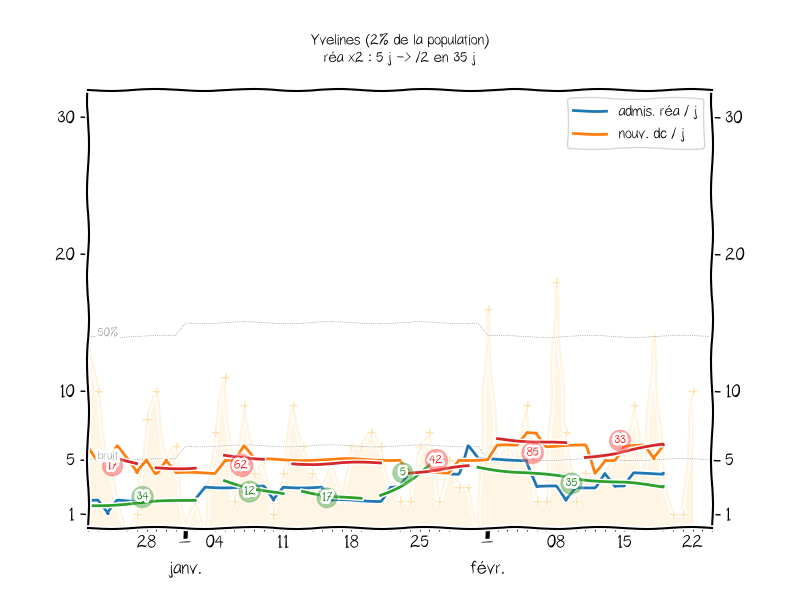 Yvelines (2% de la population)
réa x2 : 5 j -> /2 en 35 j
admis. réa / j
nouv. dc / j
30 30
20 20
50%
10 10
bruit
5 5
1 1
17 34 62 12 17 5 42 85 35 33
28 04 11 18 25 08 15 22
janv. févr.